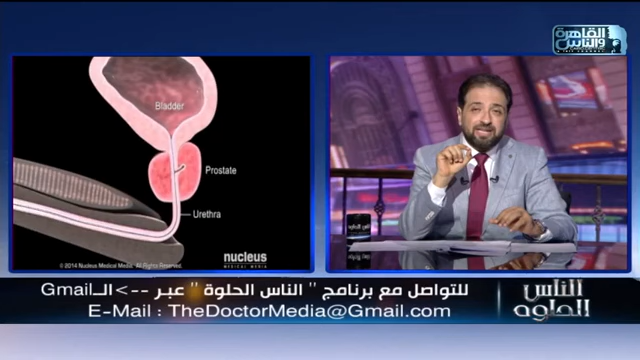 القاهرة
والناس
Bladder
Prostate
Urethra
© 2014 Nucleus Medical Media. All Rights Reserved.
nucleus
MEDICAL MEDIA
للتواصل مع برنامج " الناس الحلوة " عبر --> الـGmail
E-Mail : TheDoctorMedia@Gmail.com
الناس
الحلوه